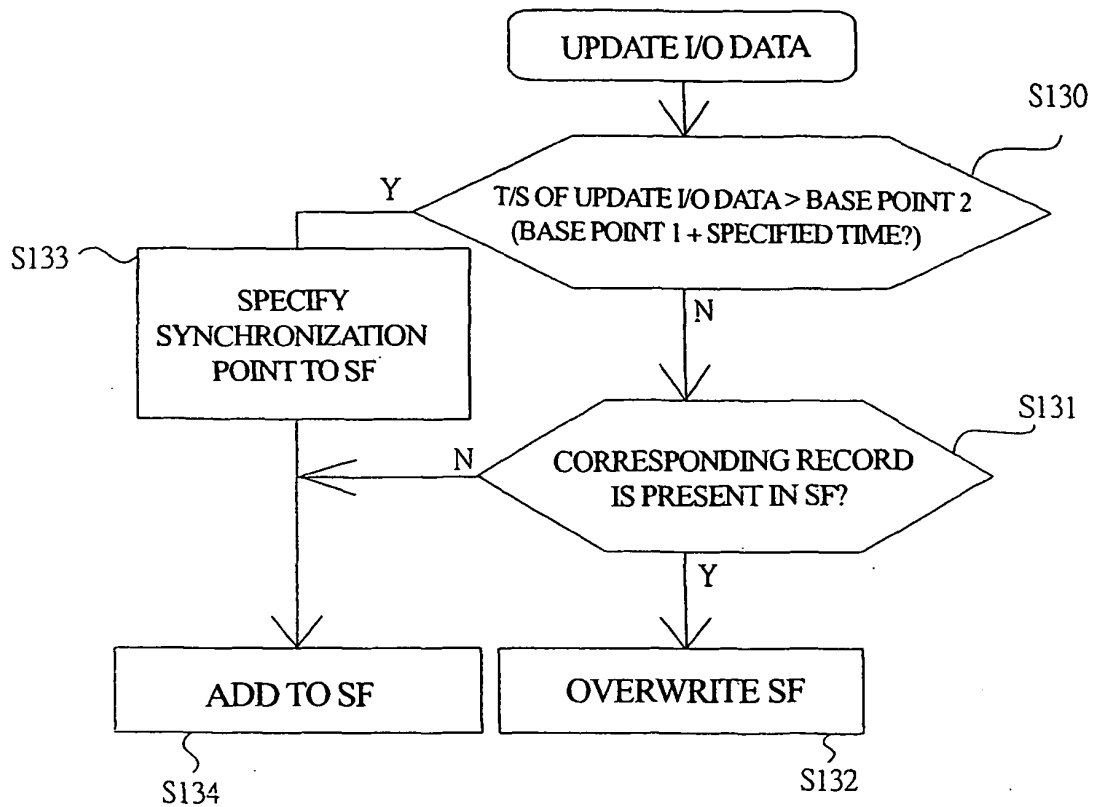 UPDATE I/O DATA
S130
Y
T/S OF UPDATE I/O DATA > BASE POINT 2
(BASE POINT 1 + SPECIFIED TIME?)
S133
SPECIFY
SYNCHRONIZATION
POINT TO SF
N
S131
N
CORRESPONDING RECORD
IS PRESENT IN SF?
Y
ADD TO SF
OVERWRITE SF
S134
S132